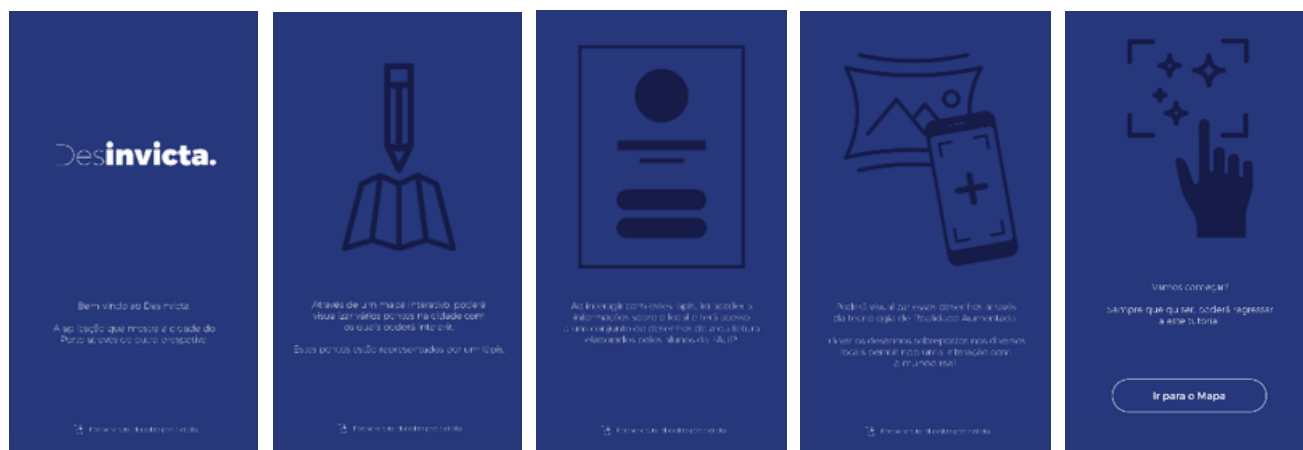 Desinvicta.
Bem vindo ao Desinvicta
A aplicação que mostra a cidade do
Porto através de outra
Através de um mapa interativo, poderá
visualizar vários pontos na cidade com
os quais poderá interagir.
Estes pontos estão representados por um lápis.
Ao interagir com estes lápis, irá aceder a
informações sobre o local e terá acesso
a um conjunto de desenhos de arquitetura
elaborados pelos alunos da FAUP
Poderá visualizar esses desenhos através
da tecnologia de Realidade Aumentada.
desenhos sobrepostos nos diversos
locais permitindo uma interação com
o mundo real
Vamos começar?
Sempre que quiser, poderá regressar
a este tutorial
Ir para o Mapa